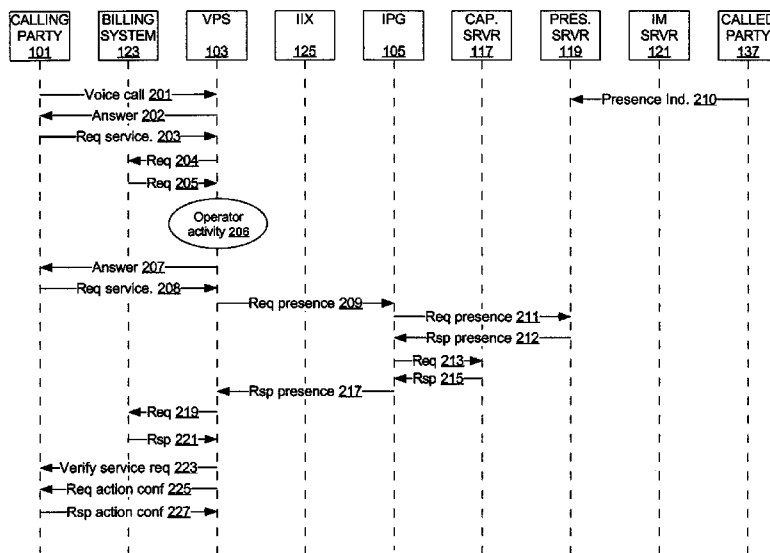 CALLING PARTY 101
BILLING SYSTEM 123
VPS 103
IIX 125
IPG 105
CAP. SRVR 117
PRES. SRVR 119
IM SRVR 121
CALLED PARTY 137
Voice call 201
Presence Ind. 210
Answer 202
Req service. 203
Req 204
Req 205
Operator activity 206
Answer 207
Req service. 208
Req presence 209
Req presence 211
Rsp presence 212
Req 213
Rsp 215
Rsp presence 217
Req 219
Rsp 221
Verify service req 223
Req action conf 225
Rsp action conf 227